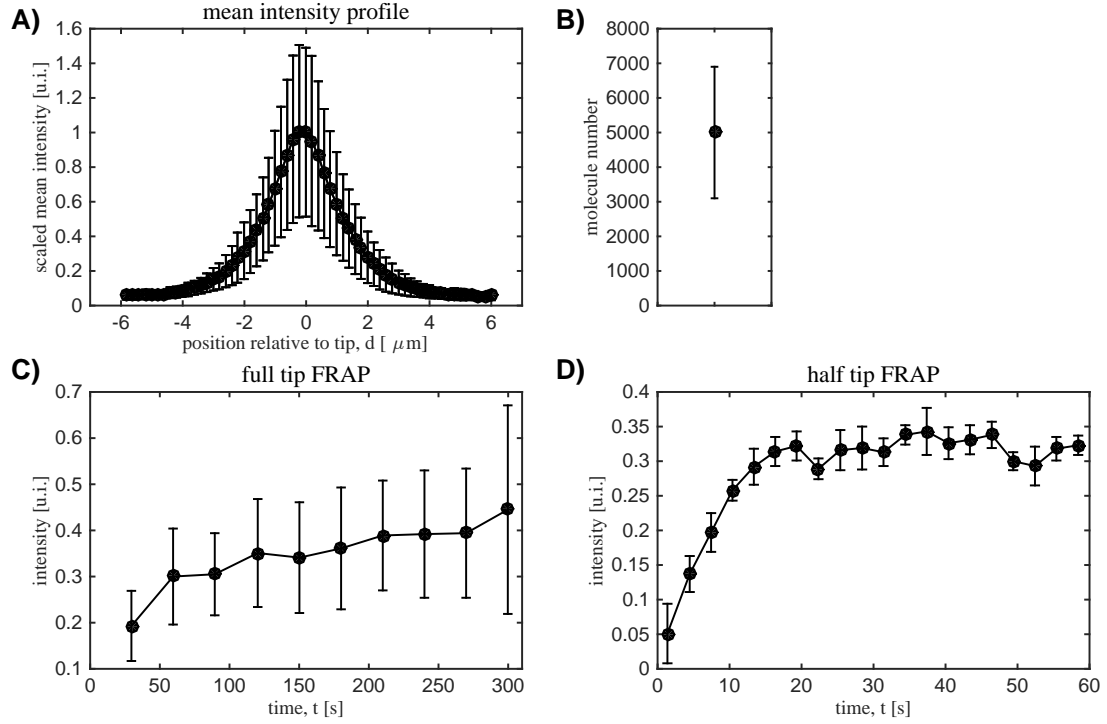 A)
mean intensity profile
1.6
1.4
1.2
1
0.8
0.6
0.4
0.2
0
scaled mean intensity [u.i.]
-6 -4 -2 0 2 4 6
position relative to tip, d [ μm]
B)
8000
7000
6000
5000
4000
3000
2000
1000
0
molecule number
C)
full tip FRAP
0.7
0.6
0.5
0.4
0.3
0.2
0.1
intensity [u.i.]
0 50 100 150 200 250 300
time, t [s]
D)
half tip FRAP
0.4
0.35
0.3
0.25
0.2
0.15
0.1
0.05
0
intensity [u.i.]
0 10 20 30 40 50 60
time, t [s]